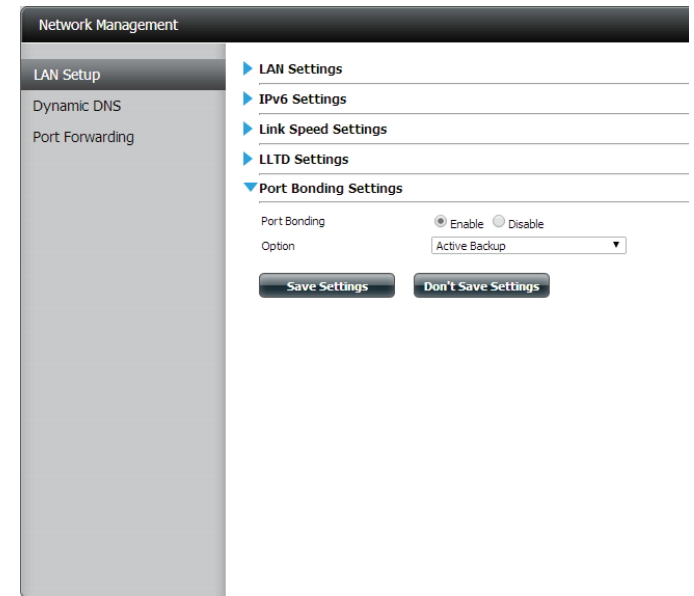 Network Management
LAN Setup
Dynamic DNS
Port Forwarding
LAN Settings
IPv6 Settings
Link Speed Settings
LLTD Settings
Port Bonding Settings
Port Bonding Enable Disable
Option Active Backup
Save Settings Don't Save Settings